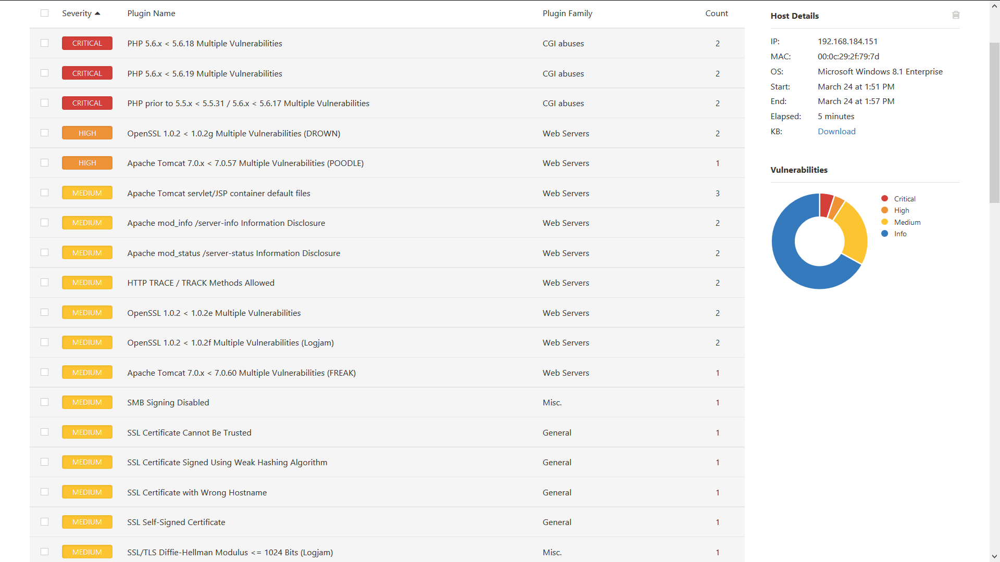 Severity Plugin Name Plugin Family Count
CRITICAL PHP 5.6.x < 5.6.18 Multiple Vulnerabilities CGI abuses 2
CRITICAL PHP 5.6.x < 5.6.19 Multiple Vulnerabilities CGI abuses 2
CRITICAL PHP prior to 5.5.x < 5.5.31 / 5.6.x < 5.6.17 Multiple Vulnerabilities CGI abuses 2
HIGH OpenSSL 1.0.2 < 1.0.2g Multiple Vulnerabilities (DROWN) Web Servers 2
HIGH Apache Tomcat 7.0.x < 7.0.57 Multiple Vulnerabilities (POODLE) Web Servers 1
MEDIUM Apache Tomcat servlet/JSP container default files Web Servers 3
MEDIUM Apache mod_info /server-info Information Disclosure Web Servers 2
MEDIUM Apache mod_status /server-status Information Disclosure Web Servers 2
MEDIUM HTTP TRACE / TRACK Methods Allowed Web Servers 2
MEDIUM OpenSSL 1.0.2 < 1.0.2e Multiple Vulnerabilities Web Servers 2
MEDIUM OpenSSL 1.0.2 < 1.0.2f Multiple Vulnerabilities (Logjam) Web Servers 2
MEDIUM Apache Tomcat 7.0.x < 7.0.60 Multiple Vulnerabilities (FREAK) Web Servers 1
MEDIUM SMB Signing Disabled Misc. 1
MEDIUM SSL Certificate Cannot Be Trusted General 1
MEDIUM SSL Certificate Signed Using Weak Hashing Algorithm General 1
MEDIUM SSL Certificate with Wrong Hostname General 1
MEDIUM SSL Self-Signed Certificate General 1
MEDIUM SSL/TLS Diffie-Hellman Modulus <= 1024 Bits (Logjam) Misc. 1
Host Details
IP: 192.168.184.151
MAC: 00:0c:29:2f:79:7d
OS: Microsoft Windows 8.1 Enterprise
Start: March 24 at 1:51 PM
End: March 24 at 1:57 PM
Elapsed: 5 minutes
KB: Download
Vulnerabilities
Critical
High
Medium
Info